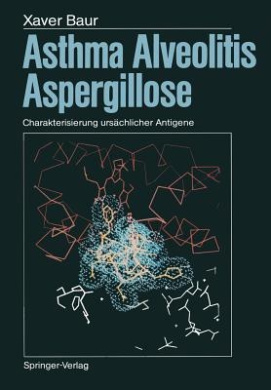 Xaver Baur
Asthma Alveolitis
Aspergillose
Charakterisierung ursächlicher Antigene
Springer-Verlag